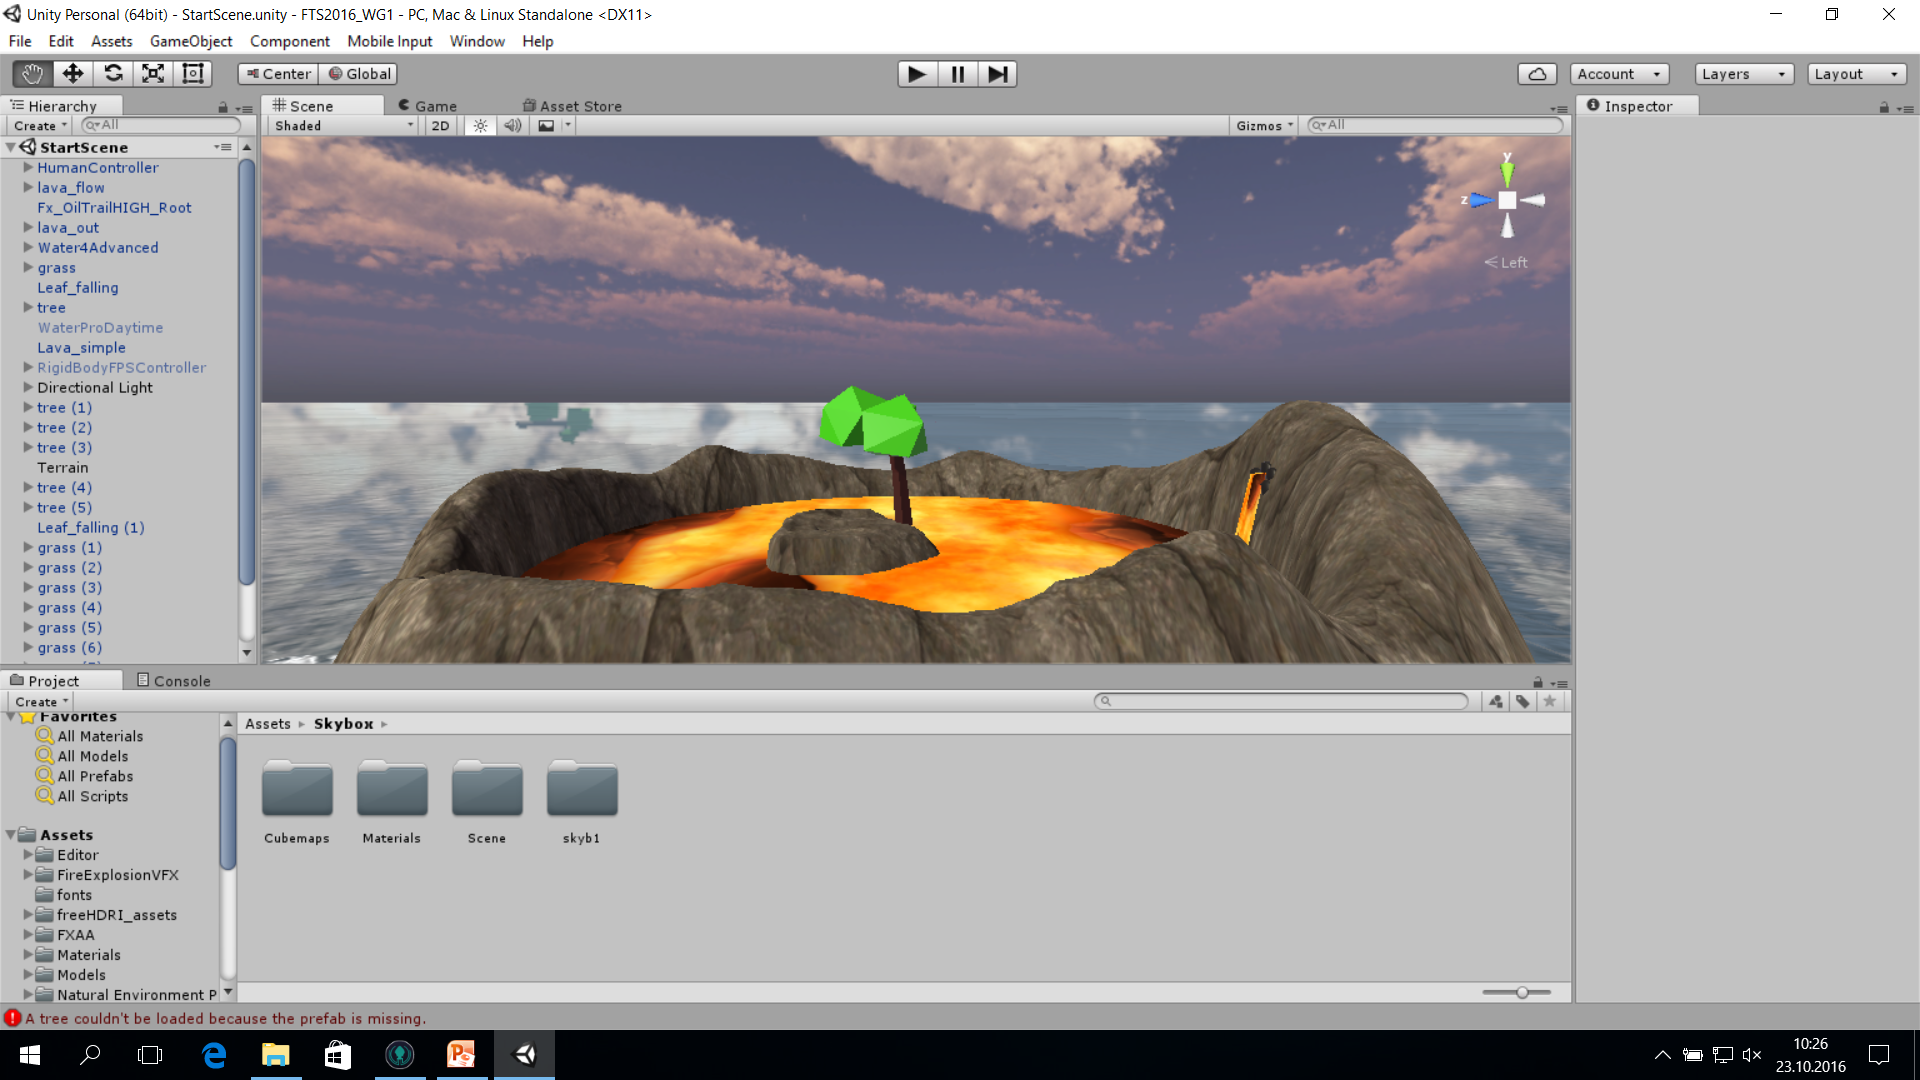 Unity Personal (64bit) - StartScene.unity - FTS2016_WG1 - PC, Mac & Linux Standalone <DX11>
File Edit Assets GameObject Component Mobile Input Window Help
Center Global Account Layers Layout
Hierarchy Scene Game Asset Store Inspector
Create All Shaded 2D Gizmos All
StartScene
HumanController
lava_flow
Fx_OilTrailHIGH_Root
lava_out
Water4Advanced
grass
Leaf_falling
tree
WaterProDaytime
Lava_simple
RigidBodyFPSController
Directional Light
tree (1)
tree (2)
tree (3)
Terrain
tree (4)
tree (5)
Leaf_falling (1)
grass (1)
grass (2)
grass (3)
grass (4)
grass (5)
grass (6)
y
z
Left
Project Console
Create
Favorites
All Materials
All Models
All Prefabs
All Scripts
Assets
Editor
FireExplosionVFX
fonts
freeHDRI_assets
FXAA
Materials
Models
Natural Environment P
Assets Skybox
Cubemaps Materials Scene skyb1
A tree couldn't be loaded because the prefab is missing.
10:26
23.10.2016